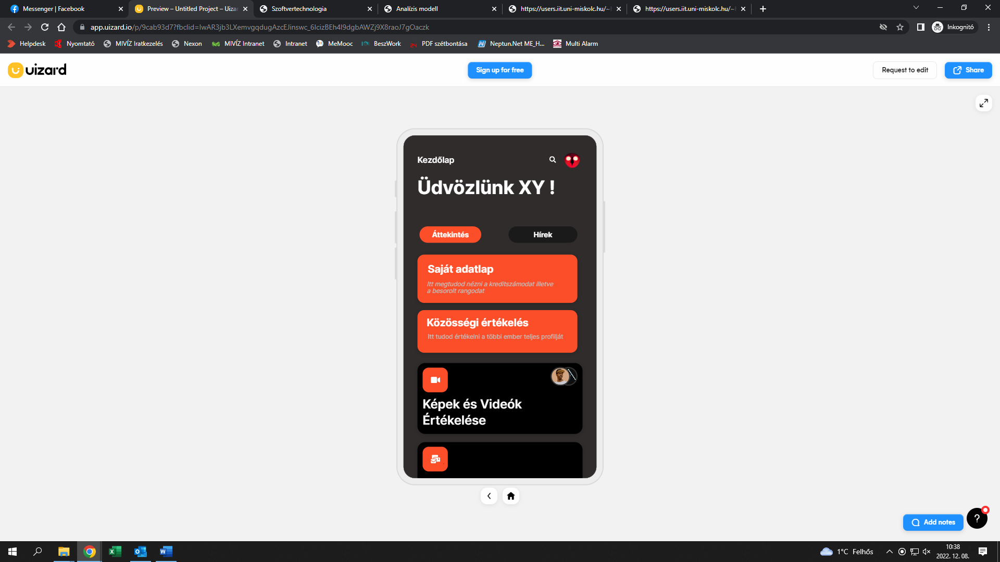 Messenger | Facebook
Preview – Untitled Project – Uizar
Szoftvertechnologia
Analízis modell
https://users.iit.uni-miskolc.hu/~
https://users.iit.uni-miskolc.hu/~
app.uizard.io/p/9cab93d7?fbclid=IwAR3jb3LXemvgqdugAzcEJinswc_6IcizBEh4I9dgbAWZj9X8raoJ7gOaczk
Inkognitó
Helpdesk
Nyomtató
MIVÍZ Iratkezelés
Nexon
MIVÍZ Intranet
Intranet
MeMooc
BeszWork
PDF szétbontása
Neptun.Net ME_H...
Multi Alarm
uizard
Sign up for free
Request to edit
Share
Kezdőlap
Üdvözlünk XY !
Áttekintés
Hírek
Saját adatlap
Itt megtudod nézni a kreditszámodat illetve
a besorolt rangodat
Közösségi értékelés
Itt tudod értékelni a többi ember teljes profilját
Képek és Videók
Értékelése
Add notes
?
1°C Felhős
10:38
2022. 12. 08.